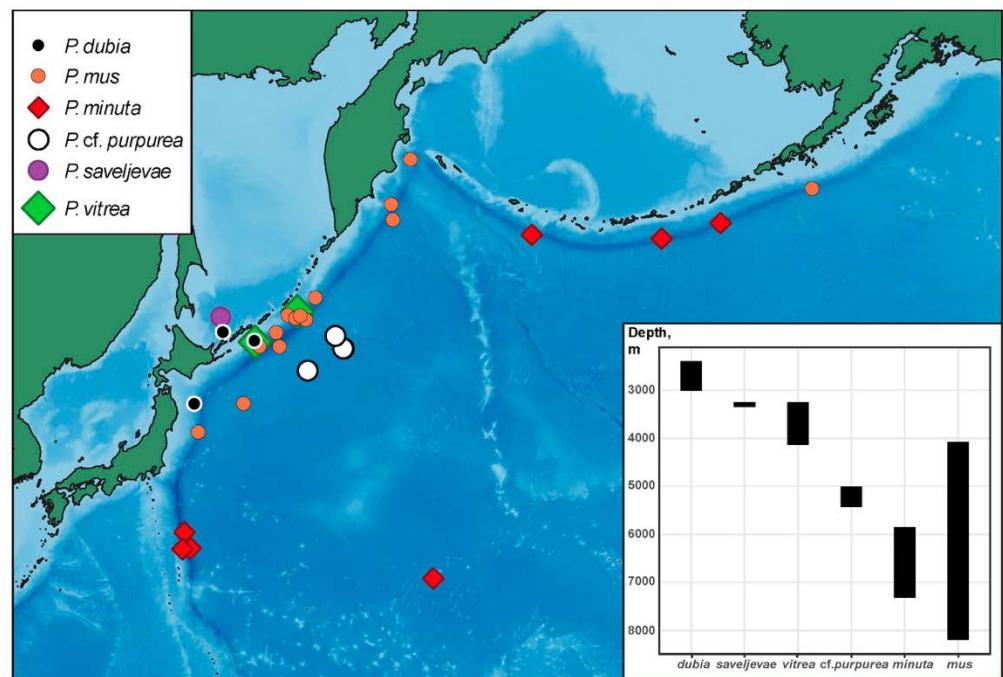 P. dubia
P. mus
P. minuta
P. cf. purpurea
P. saveljevae
P. vitrea
Depth,
m
3000
4000
5000
6000
7000
8000
dubia saveljevae vitrea cf.purpurea minuta mus